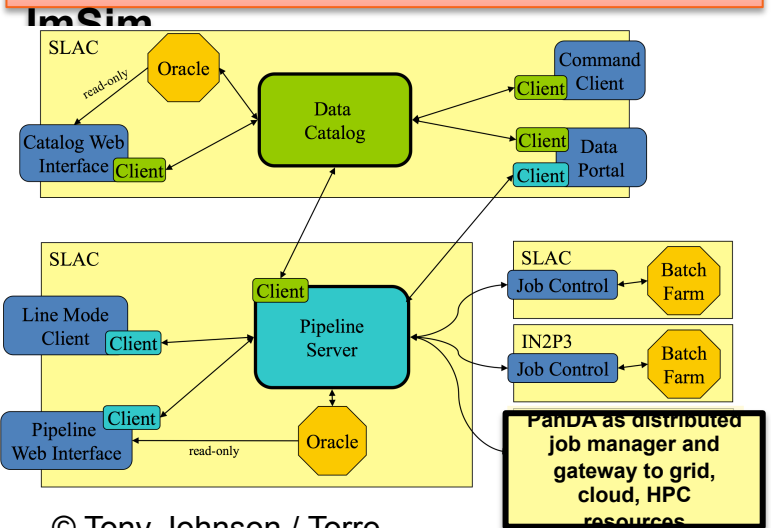 ImSim
SLAC
Oracle
read-only
Data
Catalog
Command
Client
Client
Catalog Web
Interface
Client
Client
Data
Portal
Client
SLAC
Client
Line Mode
Client
Client
Pipeline
Server
SLAC
Job Control
Batch
Farm
IN2P3
Job Control
Batch
Farm
Client
Pipeline
Web Interface
read-only
Oracle
PanDA as distributed
job manager and
gateway to grid,
cloud, HPC
resources
© Tony Johnson / Torre